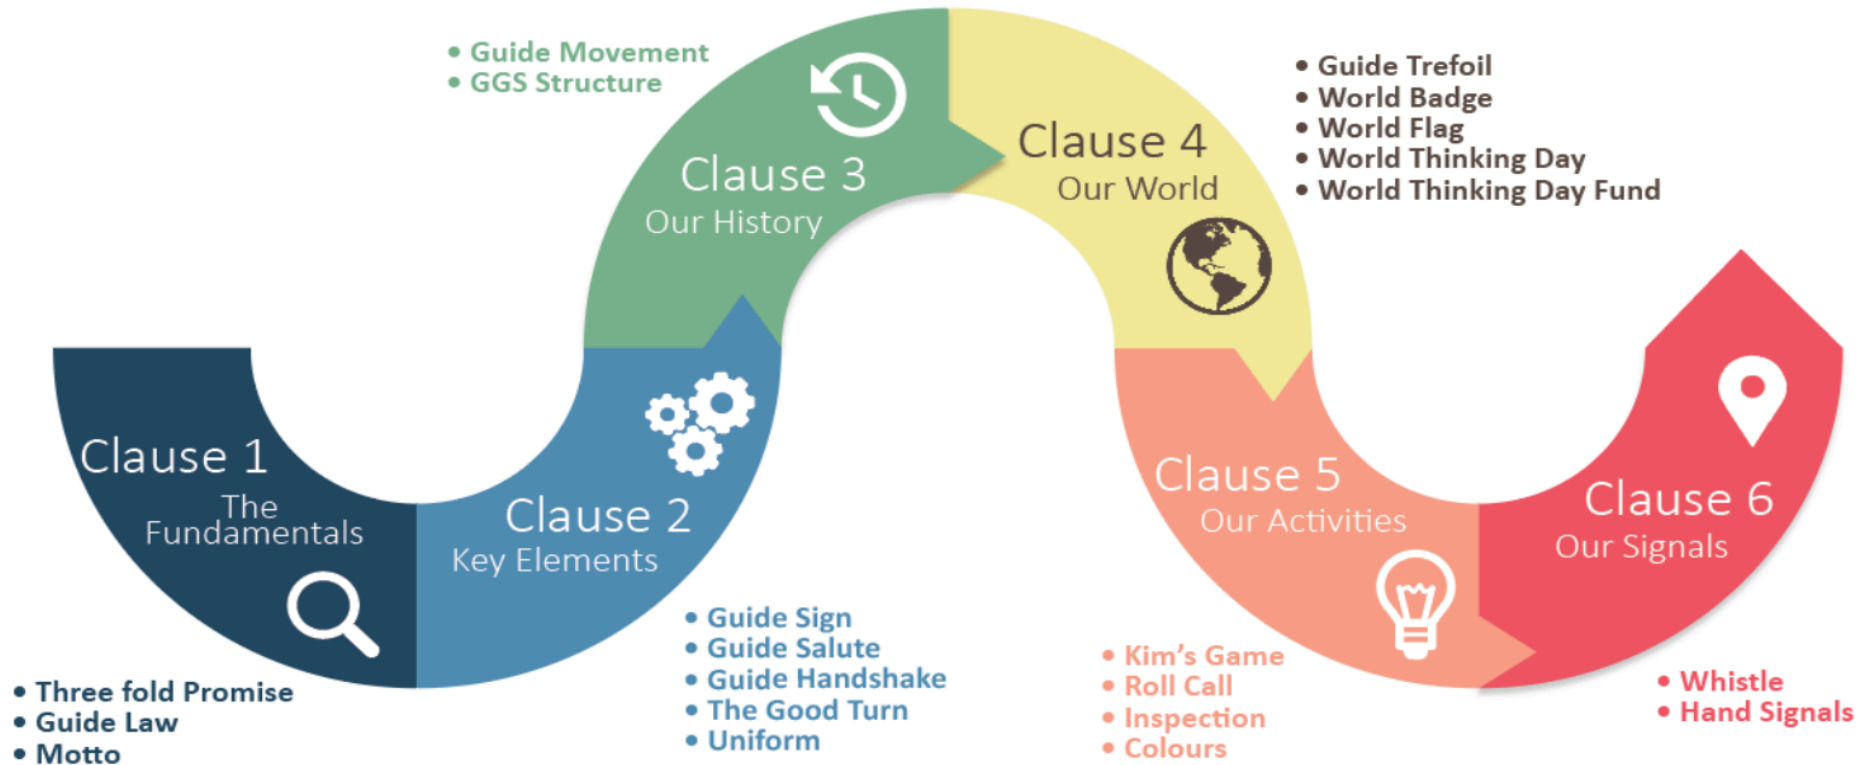 Clause 1
The
Fundamentals
• Three fold Promise
• Guide Law
• Motto
Clause 2
Key Elements
• Guide Sign
• Guide Salute
• Guide Handshake
• The Good Turn
• Uniform
• Guide Movement
• GGS Structure
Clause 3
Our History
Clause 4
Our World
• Guide Trefoil
• World Badge
• World Flag
• World Thinking Day
• World Thinking Day Fund
Clause 5
Our Activities
• Kim’s Game
• Roll Call
• Inspection
• Colours
Clause 6
Our Signals
• Whistle
• Hand Signals